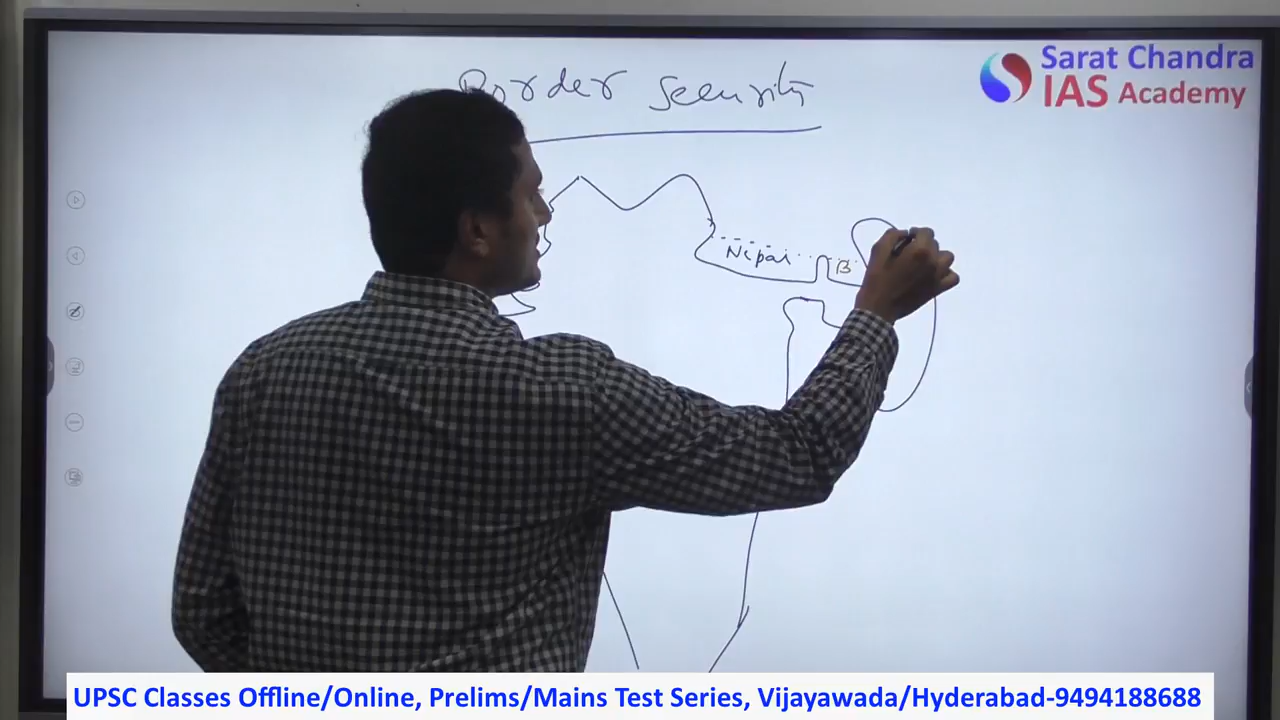 Sarat Chandra
IAS Academy
Border Security
Nipal
B
UPSC Classes Offline/Online, Prelims/Mains Test Series, Vijayawada/Hyderabad-9494188688